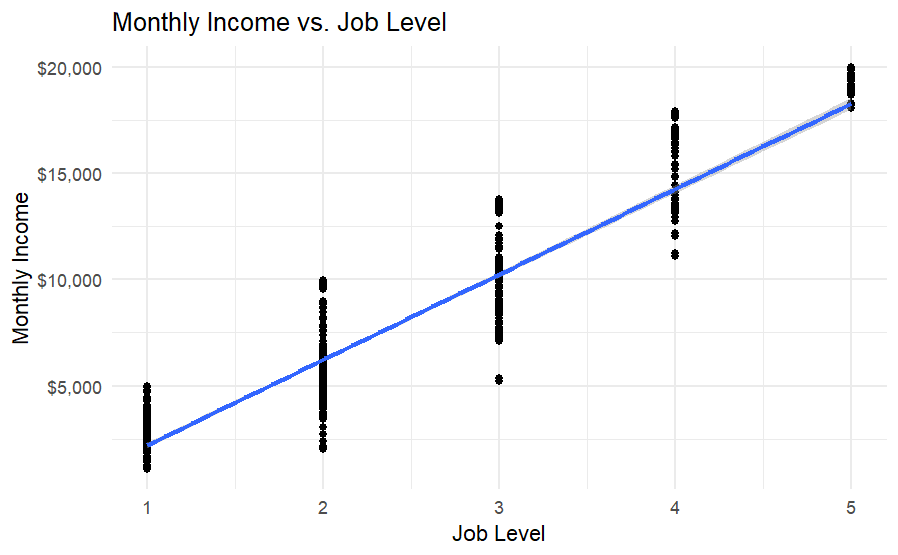 Monthly Income vs. Job Level
$20,000
$15,000
$10,000
$5,000
Monthly Income
1 2 3 4 5
Job Level